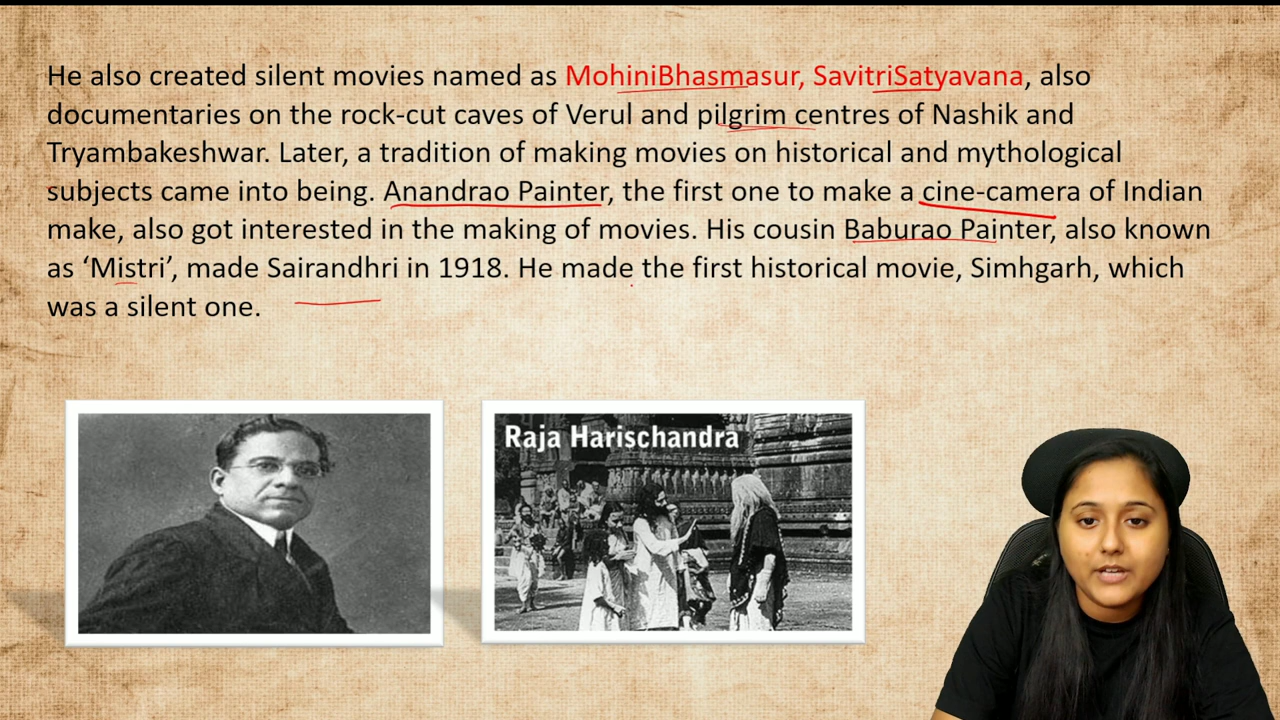 He also created silent movies named as MohiniBhasmasur, SavitriSatyavana, also
documentaries on the rock-cut caves of Verul and pilgrim centres of Nashik and
Tryambakeshwar. Later, a tradition of making movies on historical and mythological
subjects came into being. Anandrao Painter, the first one to make a cine-camera of Indian
make, also got interested in the making of movies. His cousin Baburao Painter, also known
as ‘Mistri’, made Sairandhri in 1918. He made the first historical movie, Simhgarh, which
was a silent one.
Raja Harischandra